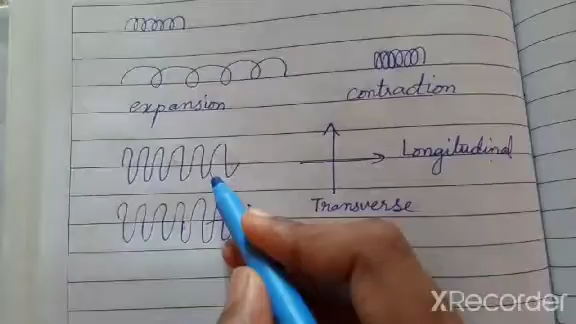 expansion
contraction
Longitudinal
Transverse
XRecorder